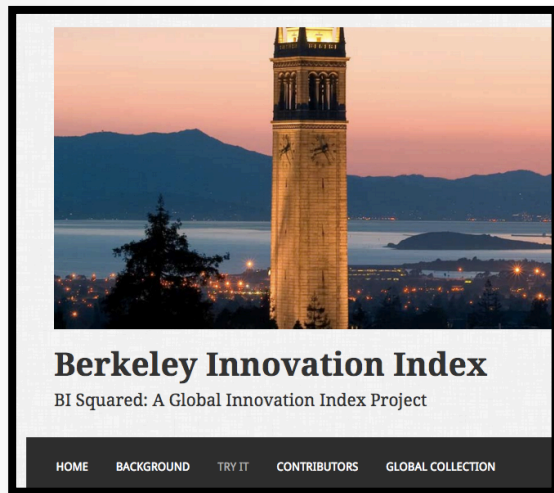 Berkeley Innovation Index
BI Squared: A Global Innovation Index Project
HOME BACKGROUND TRY IT CONTRIBUTORS GLOBAL COLLECTION